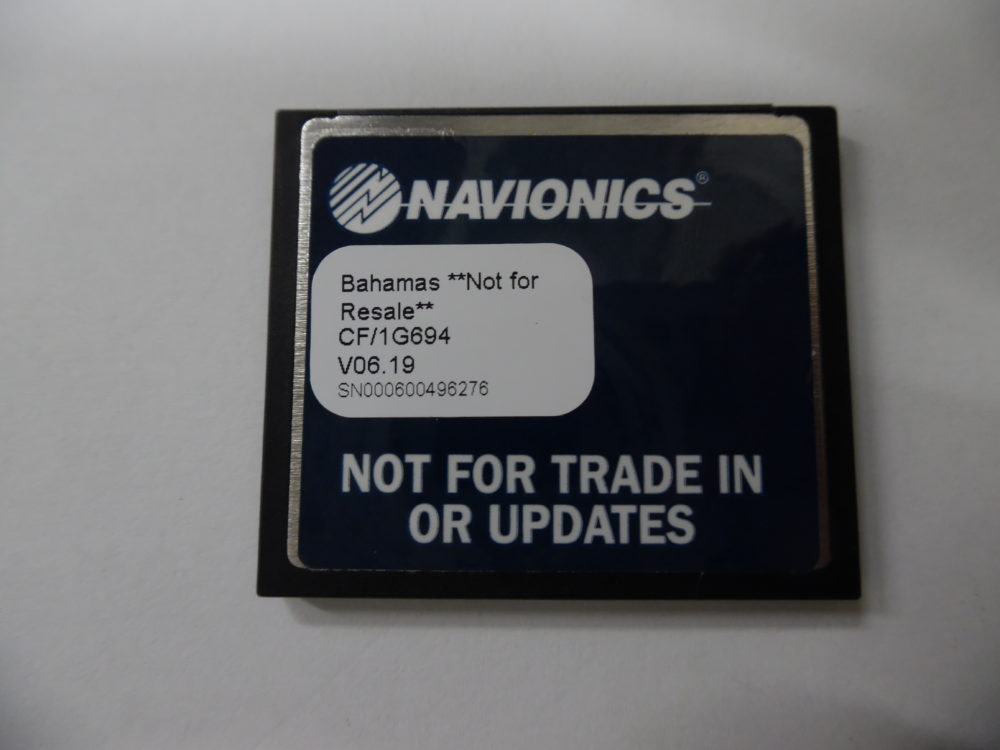 NAVIONICS®
Bahamas **Not for
Resale**
CF/1G694
V06.19
SN000600496276
NOT FOR TRADE IN
OR UPDATES